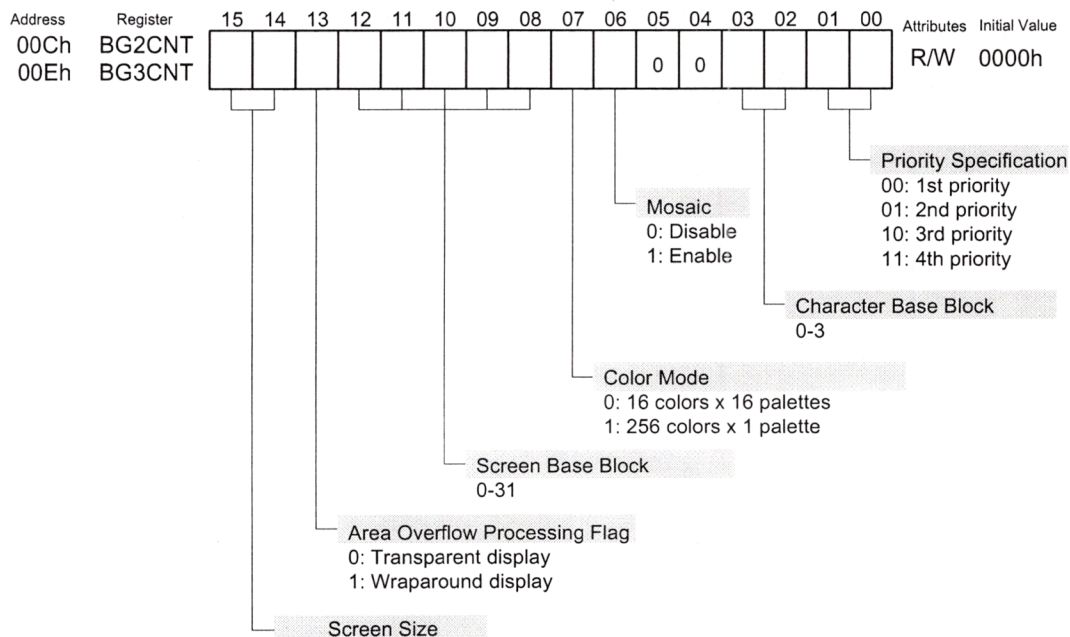 Address Register 15 14 13 12 11 10 09 08 07 06 05 04 03 02 01 00 Attributes Initial Value
00Ch BG2CNT R/W 0000h
00Eh BG3CNT 0 0
Priority Specification
00: 1st priority
01: 2nd priority
10: 3rd priority
11: 4th priority
Mosaic
0: Disable
1: Enable
Character Base Block
0-3
Color Mode
0: 16 colors x 16 palettes
1: 256 colors x 1 palette
Screen Base Block
0-31
Area Overflow Processing Flag
0: Transparent display
1: Wraparound display
Screen Size